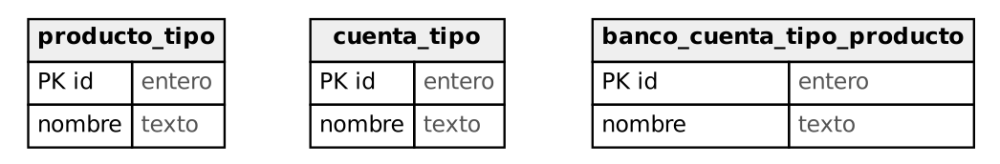 producto_tipo
PK id entero
nombre texto
cuenta_tipo
PK id entero
nombre texto
banco_cuenta_tipo_producto
PK id entero
nombre texto